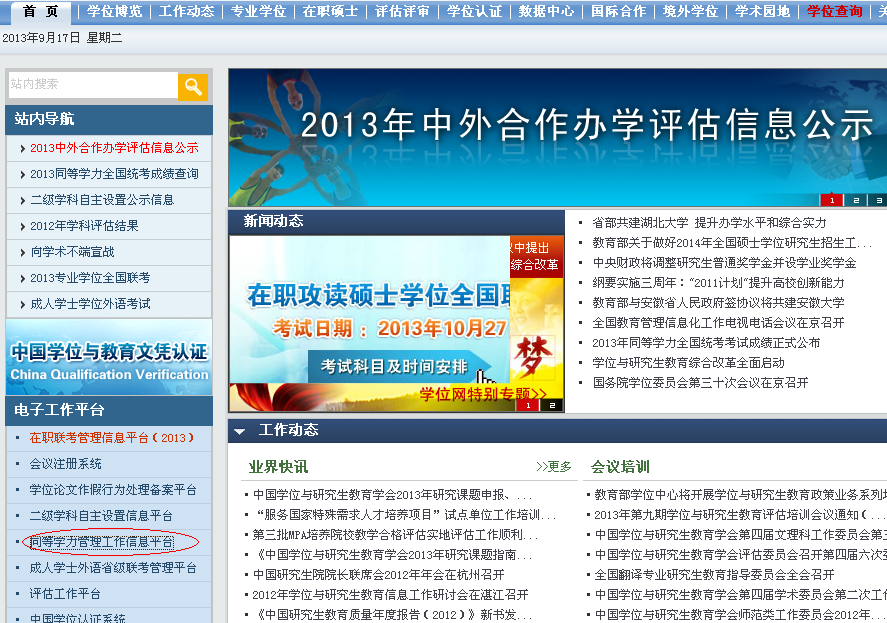 首 页 学位博览 工作动态 专业学位 在职硕士 评估评审 学位认证 数据中心 国际合作 境外学位 学术园地 学位查询
2013年9月17日 星期二
站内搜索
站内导航
2013中外合作办学评估信息公示
2013同等学力全国统考成绩查询
二级学科自主设置公示信息
2012年学科评估结果
向学术不端宣战
2013专业学位全国联考
成人学士学位外语考试
中国学位与教育文凭认证
China Qualification Verification
电子工作平台
在职联考管理信息平台(2013)
会议注册系统
学位论文作假行为处理备案平台
二级学科自主设置信息平台
同等学力管理工作信息平台
成人学士外语省级联考管理平台
评估工作平台
中国学位认证系统
2013年中外合作办学评估信息公示
1 2 3
新闻动态
在职攻读硕士学位全国联
考试日期：2013年10月27
考试科目及时间安排
中提出
综合改革
梦
学位网特别专题>>
1 2
省部共建湖北大学 提升办学水平和综合实力
教育部关于做好2014年全国硕士学位研究生招生工...
中央财政将调整研究生普通奖学金并设学业奖学金
纲要实施三周年："2011计划"提升高校创新能力
教育部与安徽省人民政府签协议将共建安徽大学
全国教育管理信息化工作电视电话会议在京召开
2013年同等学力全国统考考试成绩正式公布
学位与研究生教育综合改革全面启动
国务院学位委员会第三十次会议在京召开
工作动态
业界快讯 >>更多
中国学位与研究生教育学会2013年研究课题申报、...
"服务国家特殊需求人才培养项目"试点单位工作培训...
第三批MPA培养院校教学合格评估实地评估工作顺利...
《中国学位与研究生教育学会2013年研究课题指南...
中国研究生院院长联席会2012年年会在杭州召开
2012年学位与研究生教育信息工作研讨会在湛江召开
《中国研究生教育质量年度报告(2012)》新书发...
会议培训
教育部学位中心将开展学位与研究生教育政策业务系列
2013年第九期学位与研究生教育评估培训会议通知(...
中国学位与研究生教育学会第四届文理科工作委员会第
中国学位与研究生教育学会评估委员会召开第四届六次
全国翻译专业研究生教育指导委员会全会召开
中国学位与研究生教育学会第四届学术委员会第二次工
中国学位与研究生教育学会师范类工作委员会2012年...